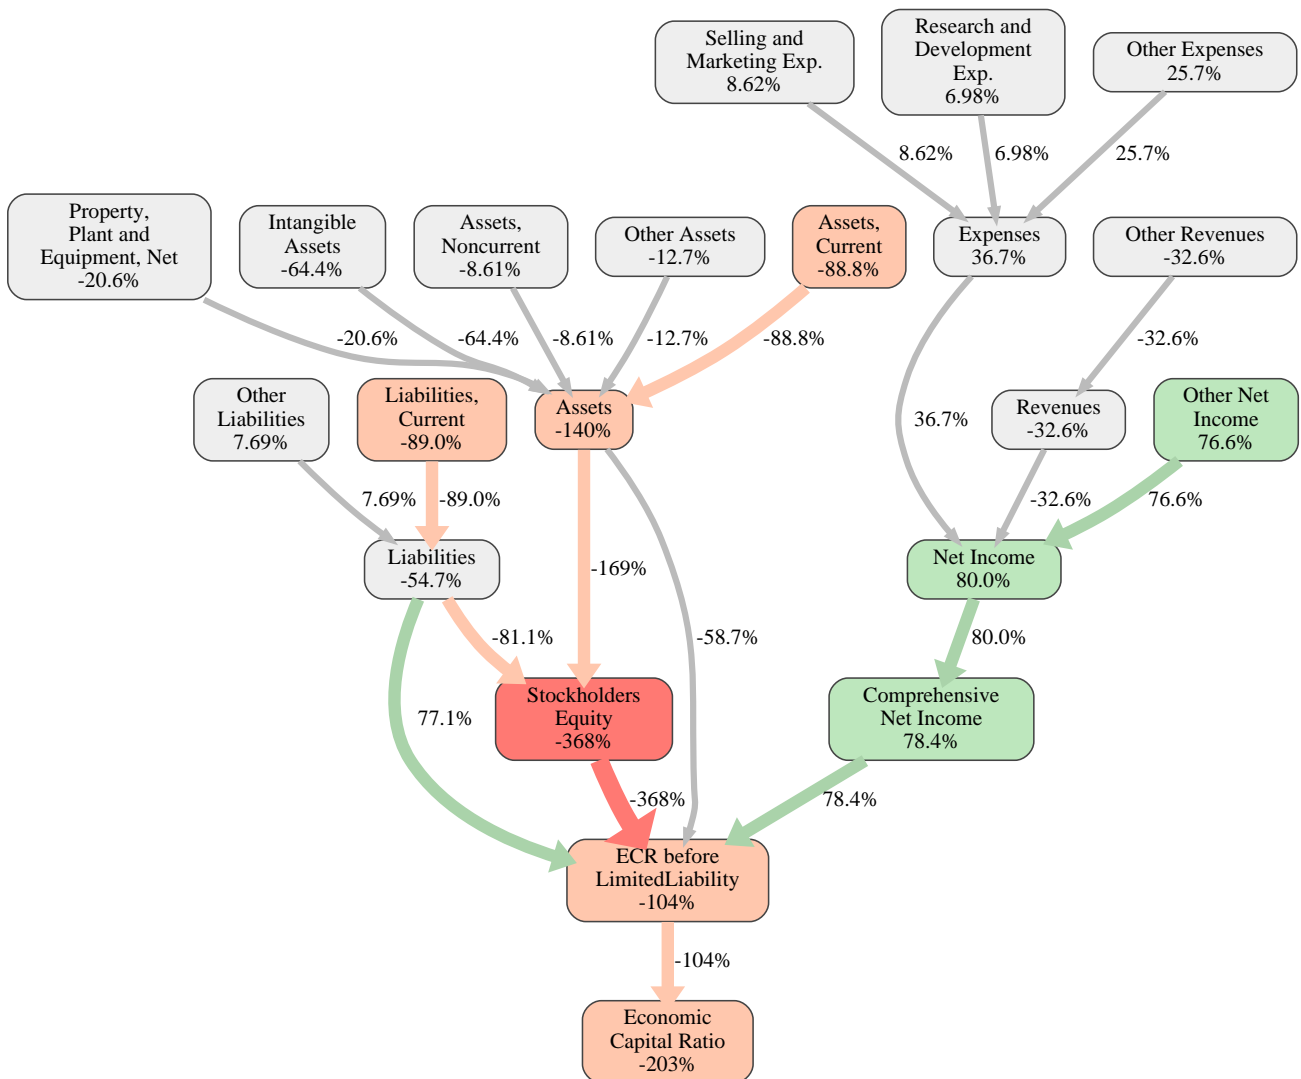 Selling and
Marketing Exp.
8.62%
Research and
Development
Exp.
6.98%
Other Expenses
25.7%
8.62%
6.98%
25.7%
Property,
Plant and
Equipment, Net
-20.6%
Intangible
Assets
-64.4%
Assets,
Noncurrent
-8.61%
Other Assets
-12.7%
Assets,
Current
-88.8%
Expenses
36.7%
Other Revenues
-32.6%
-20.6%
-64.4%
-8.61%
-12.7%
-88.8%
-32.6%
Other
Liabilities
7.69%
Liabilities,
Current
-89.0%
Assets
-140%
36.7%
Revenues
-32.6%
Other Net
Income
76.6%
7.69%
-89.0%
-32.6%
76.6%
Liabilities
-54.7%
-169%
Net Income
80.0%
-81.1%
-58.7%
80.0%
77.1%
Stockholders
Equity
-368%
Comprehensive
Net Income
78.4%
-368%
78.4%
ECR before
LimitedLiability
-104%
-104%
Economic
Capital Ratio
-203%